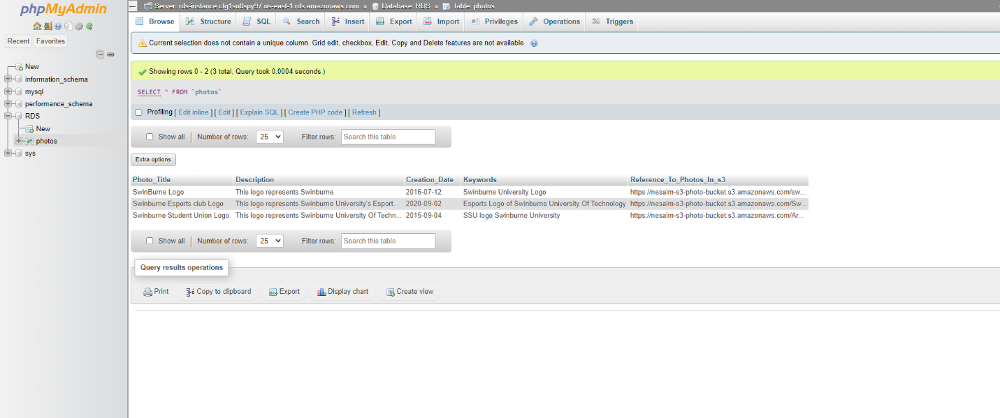 phpMyAdmin
Recent Favorites
New
information_schema
mysql
performance_schema
RDS
New
photos
sys
Server: rds-instance.cfg1su8spy97.us-east-1.rds.amazonaws.com » Database: RDS » Table: photos
Browse Structure SQL Search Insert Export Import Privileges Operations Triggers
Current selection does not contain a unique column. Grid edit, checkbox, Edit, Copy and Delete features are not available.
Showing rows 0 - 2 (3 total, Query took 0.0004 seconds.)
SELECT * FROM `photos`
Profiling [ Edit inline ] [ Edit ] [ Explain SQL ] [ Create PHP code ] [ Refresh ]
Show all Number of rows: 25 Filter rows: Search this table
Extra options
Photo_Title Description Creation_Date Keywords Reference_To_Photos_In_s3
SwinBurne Logo This logo represents Swinburne 2016-07-12 Swinburne University Logo https://nesaim-s3-photo-bucket.s3.amazonaws.com/sw...
Swinburne Esports club Logo This logo represents Swinburne University's Esport... 2020-09-02 Esports Logo of Swinburne University Of Technology https://nesaim-s3-photo-bucket.s3.amazonaws.com/Sw...
Swinburne Student Union Logo. This logo represents Swinburne University Of Techn... 2015-09-04 SSU logo Swinburne University https://nesaim-s3-photo-bucket.s3.amazonaws.com/Ar...
Show all Number of rows: 25 Filter rows: Search this table
Query results operations
Print Copy to clipboard Export Display chart Create view